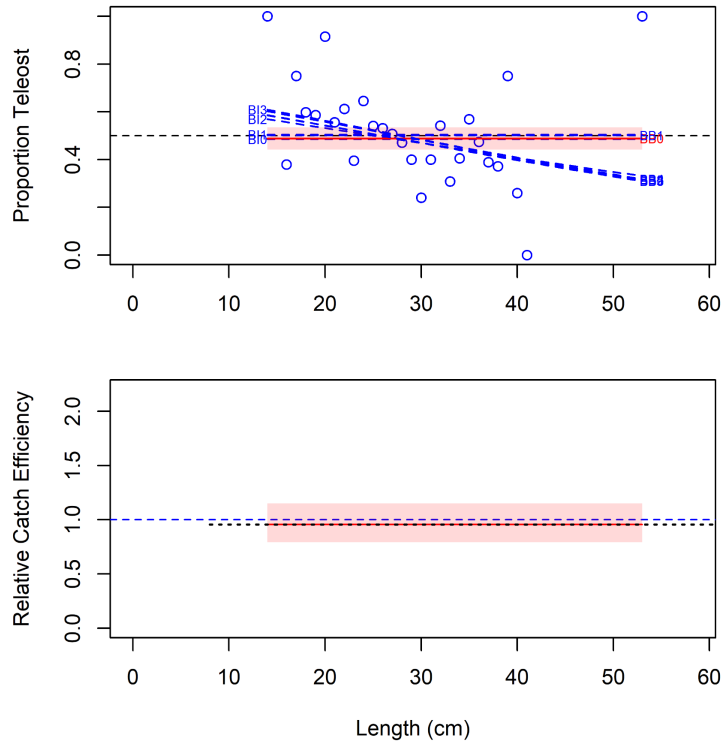 Proportion Teleost
0.0 0.4 0.8
BI3
BI2
BI1
BI0
BB1
BB0
0 10 20 30 40 50 60
Relative Catch Efficiency
0.0 0.5 1.0 1.5 2.0
0 10 20 30 40 50 60
Length (cm)